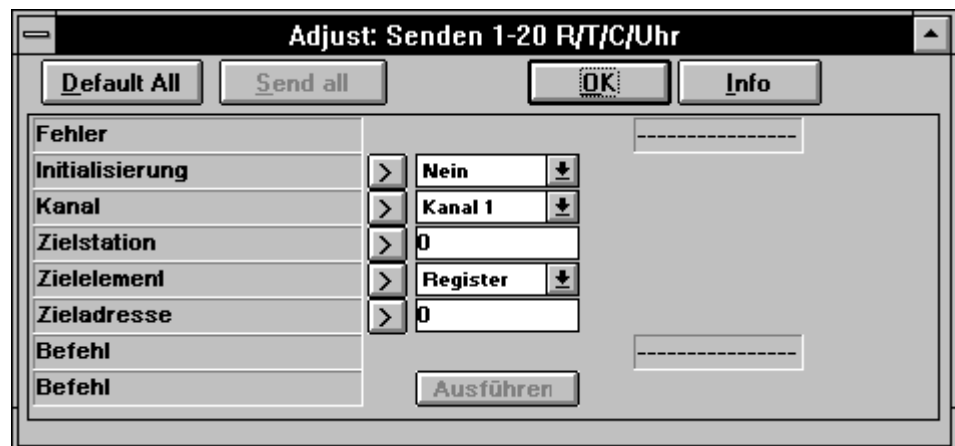 Adjust: Senden 1-20 R/T/C/Uhr
Default All Send all OK Info
Fehler ---------------
Initialisierung > Nein
Kanal > Kanal 1
Zielstation > 0
Zielelement > Register
Zieladresse > 0
Befehl ---------------
Befehl Ausführen